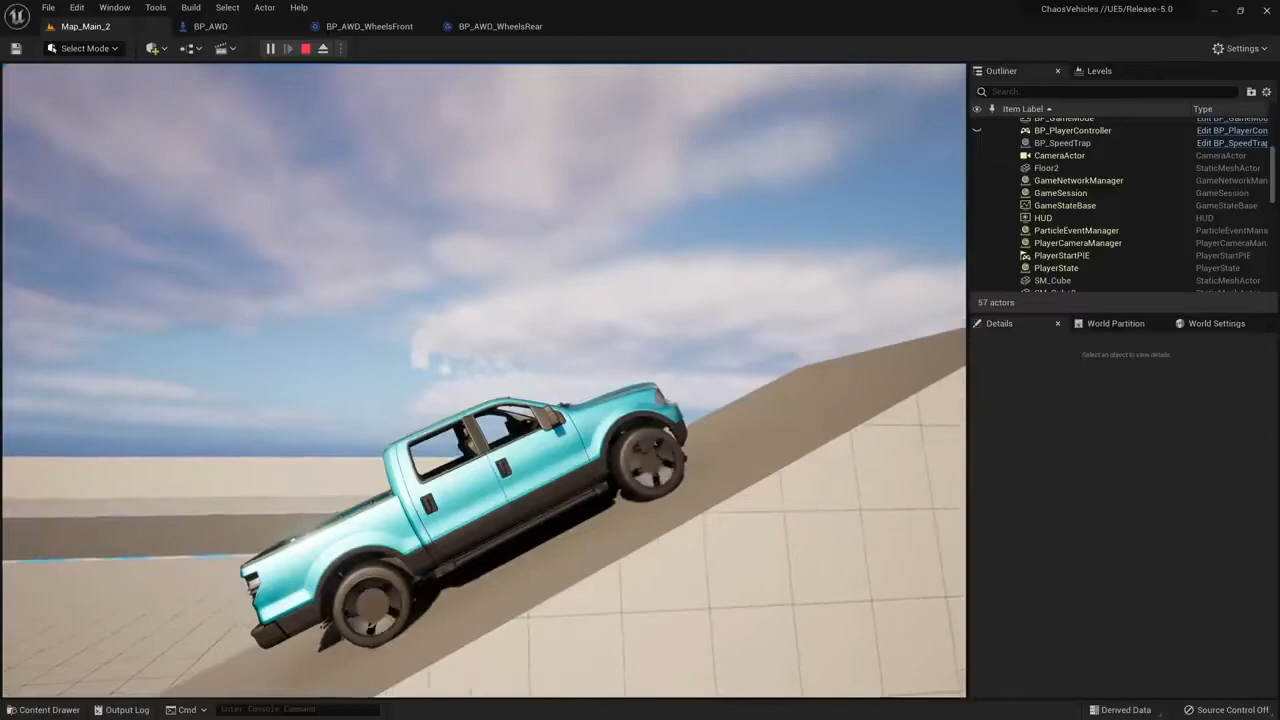 File Edit Window Tools Build Select Actor Help
ChaosVehicles //UE5/Release-5.0
Map_Main_2 BP_AWD BP_AWD_WheelsFront BP_AWD_WheelsRear
Select Mode
Settings
Outliner Levels
Search...
Item Label Type
BP_GameMode Edit BP_GameMod
BP_PlayerController Edit BP_PlayerCon
BP_SpeedTrap Edit BP_SpeedTrap
CameraActor CameraActor
Floor2 StaticMeshActor
GameNetworkManager GameNetworkMan
GameSession GameSession
GameStateBase GameStateBase
HUD HUD
ParticleEventManager ParticleEventMana
PlayerCameraManager PlayerCameraMan
PlayerStartPIE PlayerStartPIE
PlayerState PlayerState
SM_Cube StaticMeshActor
57 actors
Details World Partition World Settings
Select an object to view details.
Content Drawer Output Log Cmd Enter Console Command
Derived Data Source Control Off